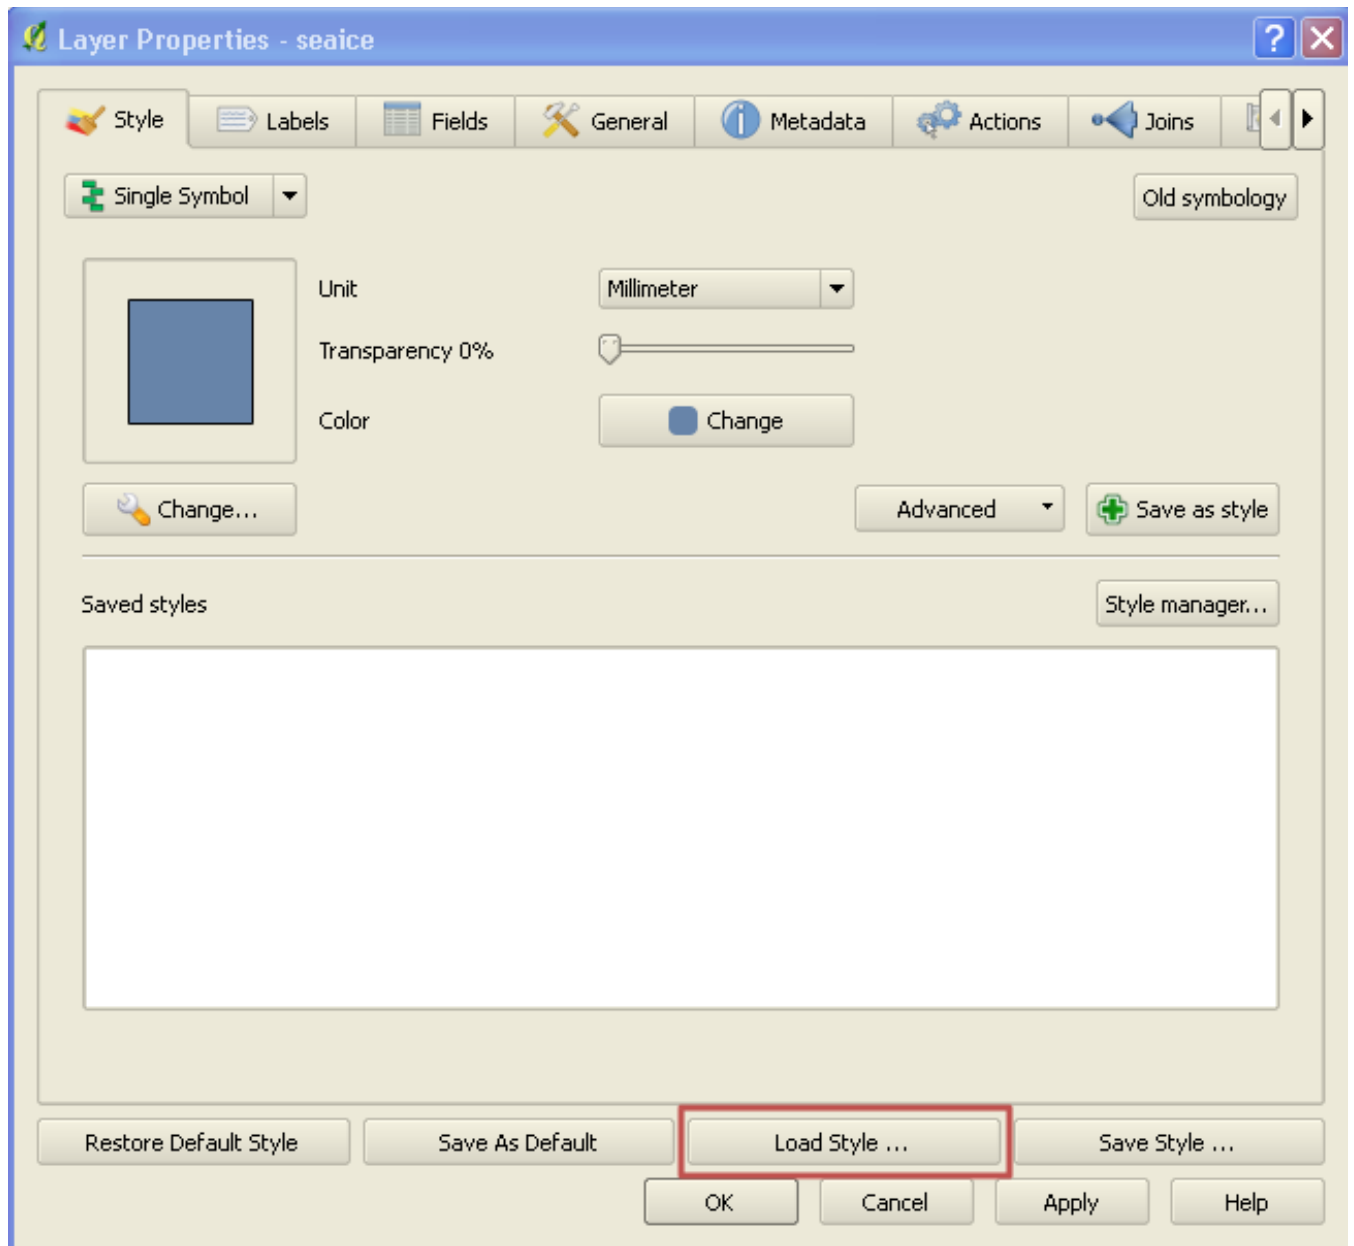 Layer Properties - seaice
Style Labels Fields General Metadata Actions Joins
Single Symbol Old symbology
Unit Millimeter
Transparency 0%
Color Change
Change... Advanced Save as style
Saved styles Style manager...
Restore Default Style Save As Default Load Style ... Save Style ...
OK Cancel Apply Help